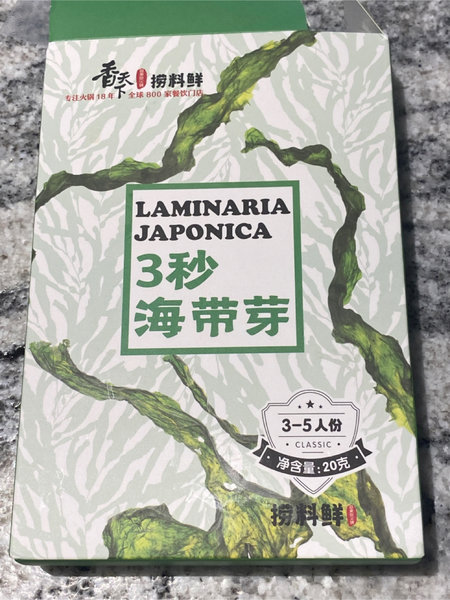 香天下 捞料鲜
专注火锅18年 全球800家餐饮门店
LAMINARIA
JAPONICA
3秒
海带芽
3-5人份
CLASSIC
净含量:20克
捞料鲜